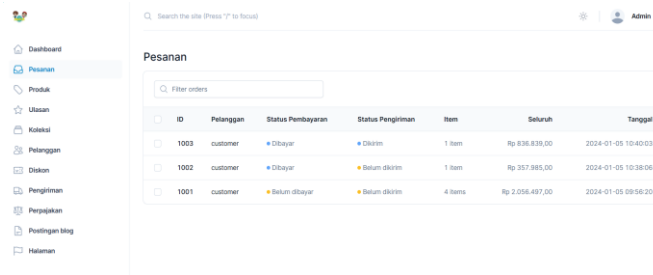 Search the site (Press "/" to focus)
Admin
Dashboard
Pesanan
Produk
Ulasan
Koleksi
Pelanggan
Diskon
Pengiriman
Perpajakan
Postingan blog
Halaman
Pesanan
Filter orders
ID Pelanggan Status Pembayaran Status Pengiriman Item Seluruh Tanggal
1003 customer Dibayar Dikirim 1 item Rp 836.839,00 2024-01-05 10:40:03
1002 customer Dibayar Belum dikirim 1 item Rp 357.985,00 2024-01-05 10:38:06
1001 customer Belum dibayar Belum dikirim 4 items Rp 2.056.497,00 2024-01-05 09:56:20